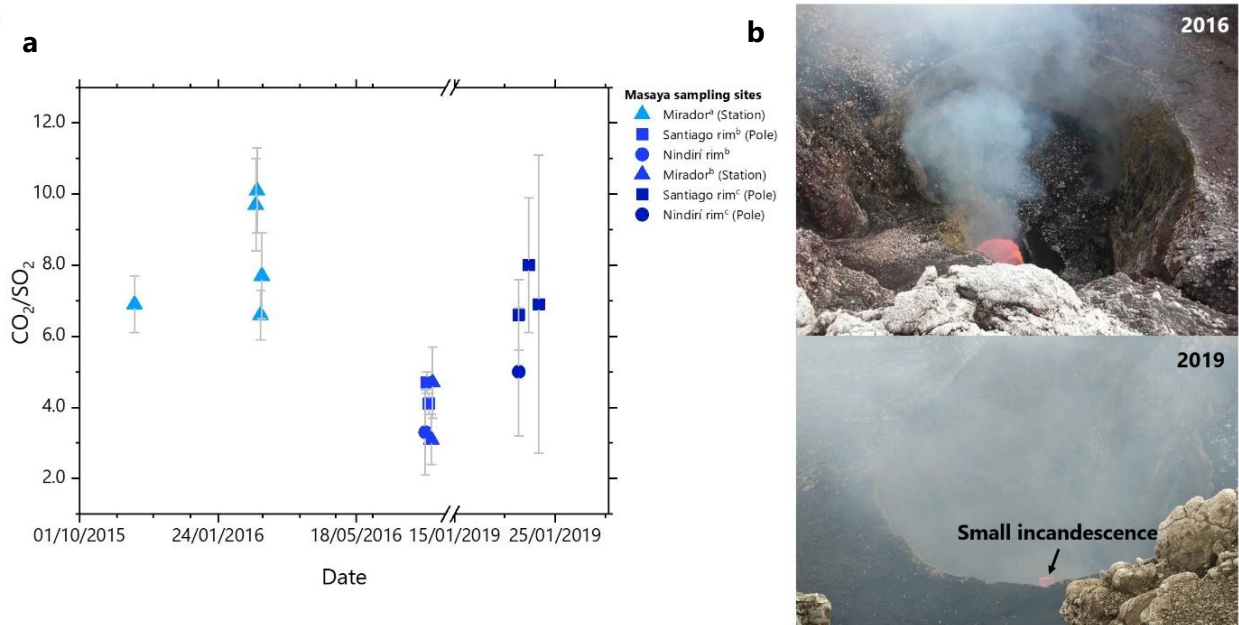 a
CO₂/SO₂
12.0
10.0
8.0
6.0
4.0
2.0
01/10/2015
24/01/2016
18/05/2016
15/01/2019
25/01/2019
Date
Masaya sampling sites
Miradorᵃ (Station)
Santiago rimᵇ (Pole)
Nindirí rimᵇ
Miradorᵇ (Station)
Santiago rimᶜ (Pole)
Nindirí rimᶜ (Pole)
b
2016
2019
Small incandescence